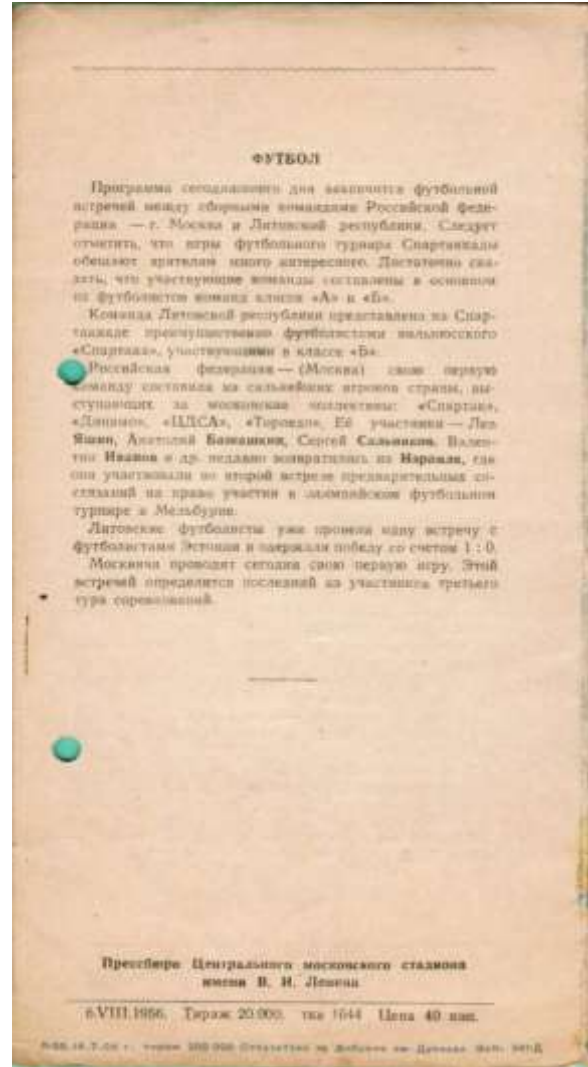 ФУТБОЛ
Программа сегодняшнего дня закончится футбольной
встречей между сборными командами Российской феде-
рации — г. Москва и Литовской республики. Следует
отметить, что игры футбольного турнира Спартакиады
обещают зрителям много интересного. Достаточно ска-
зать, что участвующие команды составлены в основном
из футболистов команд класса «А» и «Б».
Команда Литовской республики представлена на Спар-
такиаде преимущественно футболистами вильнюсского
«Спартака», участвующими в классе «Б».
Российская федерация — (Москва) свою первую
команду составила из сильнейших игроков страны, вы-
ступающих за московские коллективы: «Спартак»,
«Динамо», «ЦДСА», «Торпедо». Её участники — Лев
Яшин, Анатолий Башашкин, Сергей Сальников, Вален-
тин Иванов и др. недавно возвратились из Израиля, где
они участвовали во второй встрече предварительных со-
стязаний на право участия в олимпийском футбольном
турнире в Мельбурне.
Литовские футболисты уже провели одну встречу с
футболистами Эстонии и одержали победу со счетом 1 : 0.
Москвичи проводят сегодня свою первую игру. Этой
встречей определится последний из участников третьего
тура соревнований.
Прессбюро Центрального московского стадиона
имени В. И. Ленина
6.VIII.1956. Тираж 20.000. 1644 Цена 40 коп.